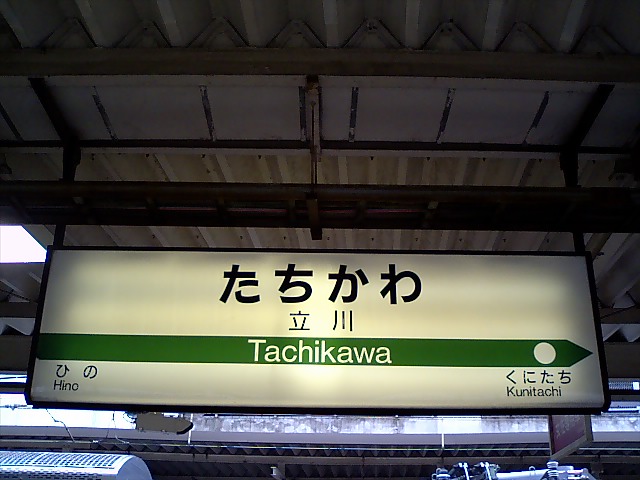 たちかわ
立川
Tachikawa
ひの
Hino
くにたち
Kunitachi